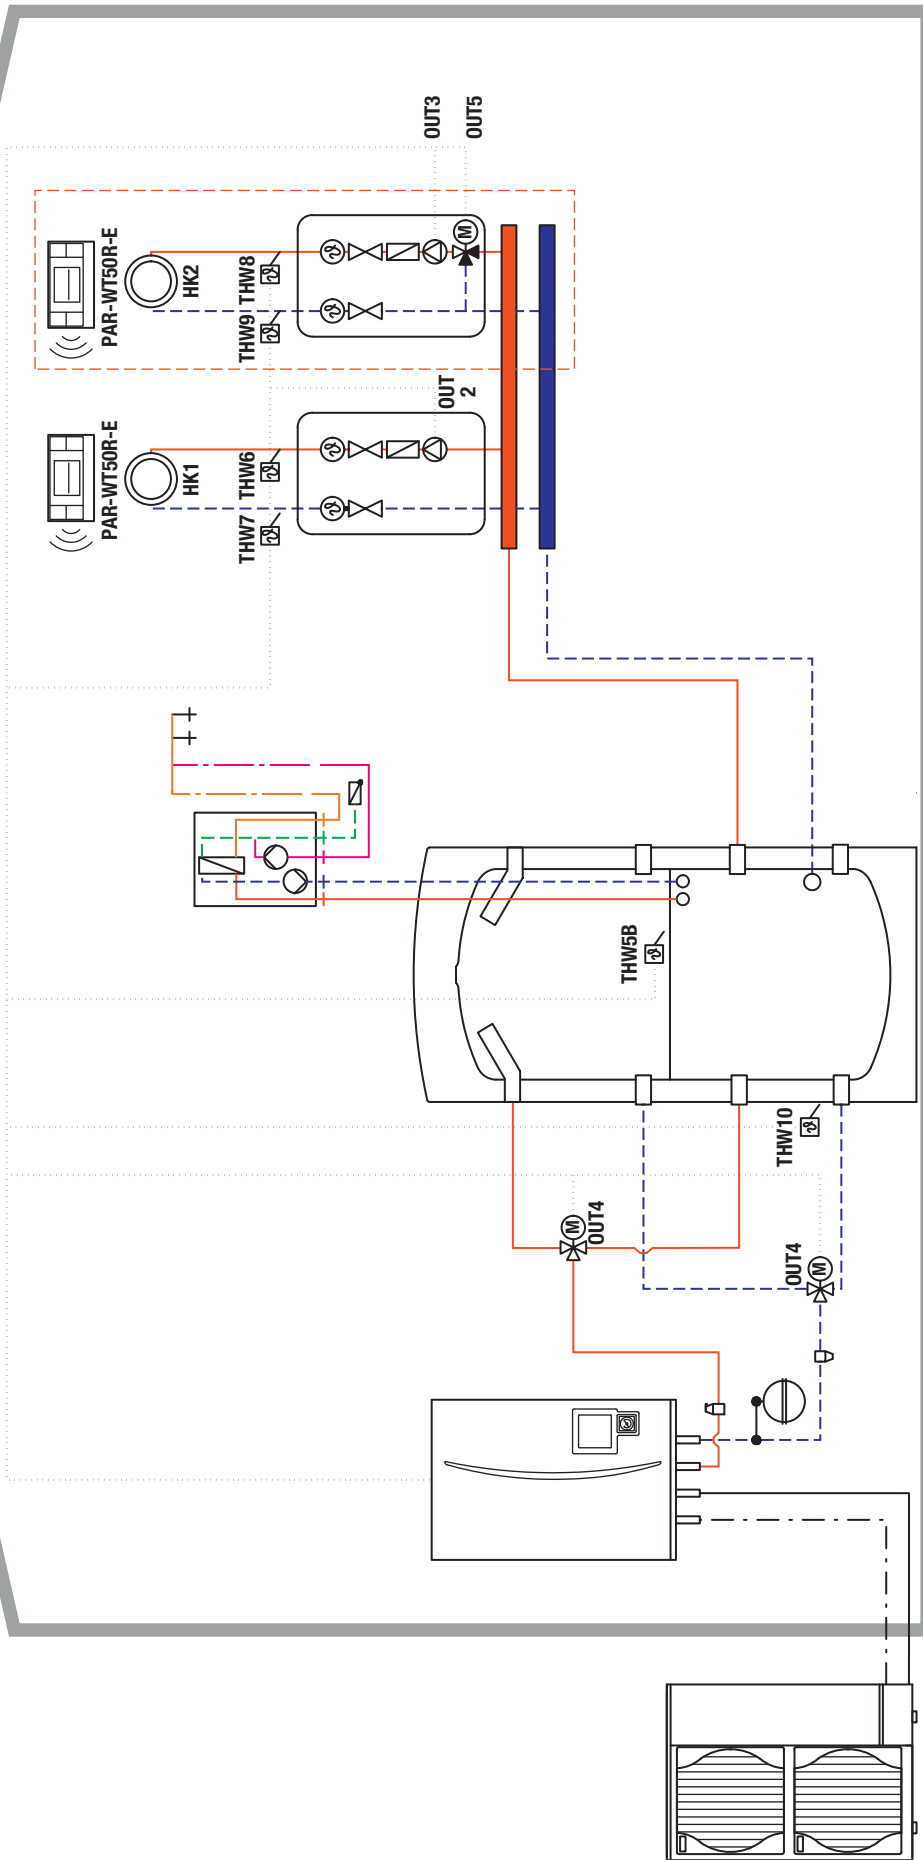 PAR-WT50R-E
HK1
THW7
THW6
OUT
2
PAR-WT50R-E
HK2
THW9
THW8
OUT3
OUT5
M
THW5B
THW10
M
OUT4
M
OUT4